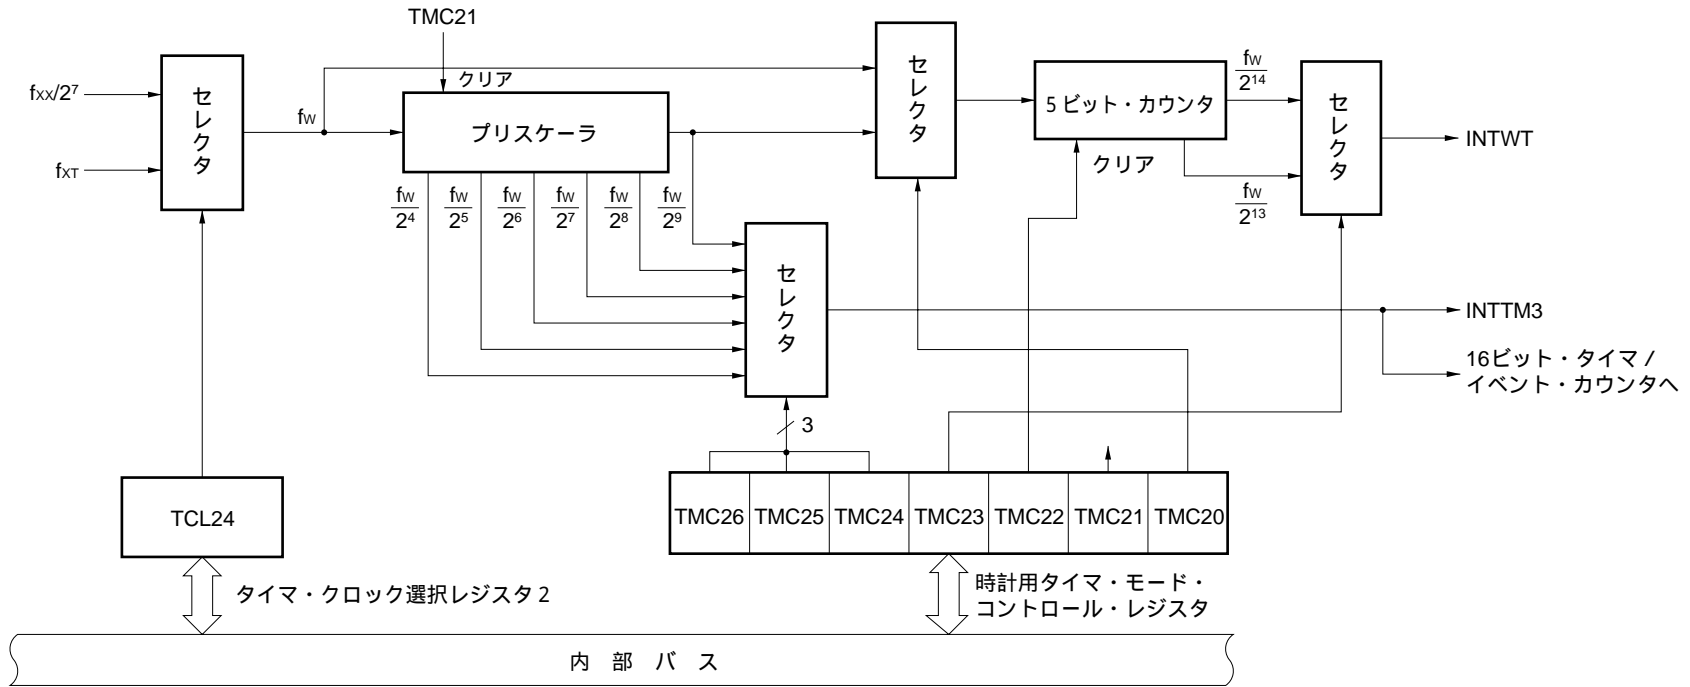 TMC21
クリア
fXX/2⁷
fXT
セレクタ
fW
プリスケーラ
fW/2⁴
fW/2⁵
fW/2⁶
fW/2⁷
fW/2⁸
fW/2⁹
セレクタ
5ビット・カウンタ
クリア
fW/2¹⁴
fW/2¹³
セレクタ
INTWT
セレクタ
INTTM3
16ビット・タイマ/
イベント・カウンタへ
3
TCL24
TMC26 TMC25 TMC24 TMC23 TMC22 TMC21 TMC20
タイマ・クロック選択レジスタ2
時計用タイマ・モード・
コントロール・レジスタ
内部バス